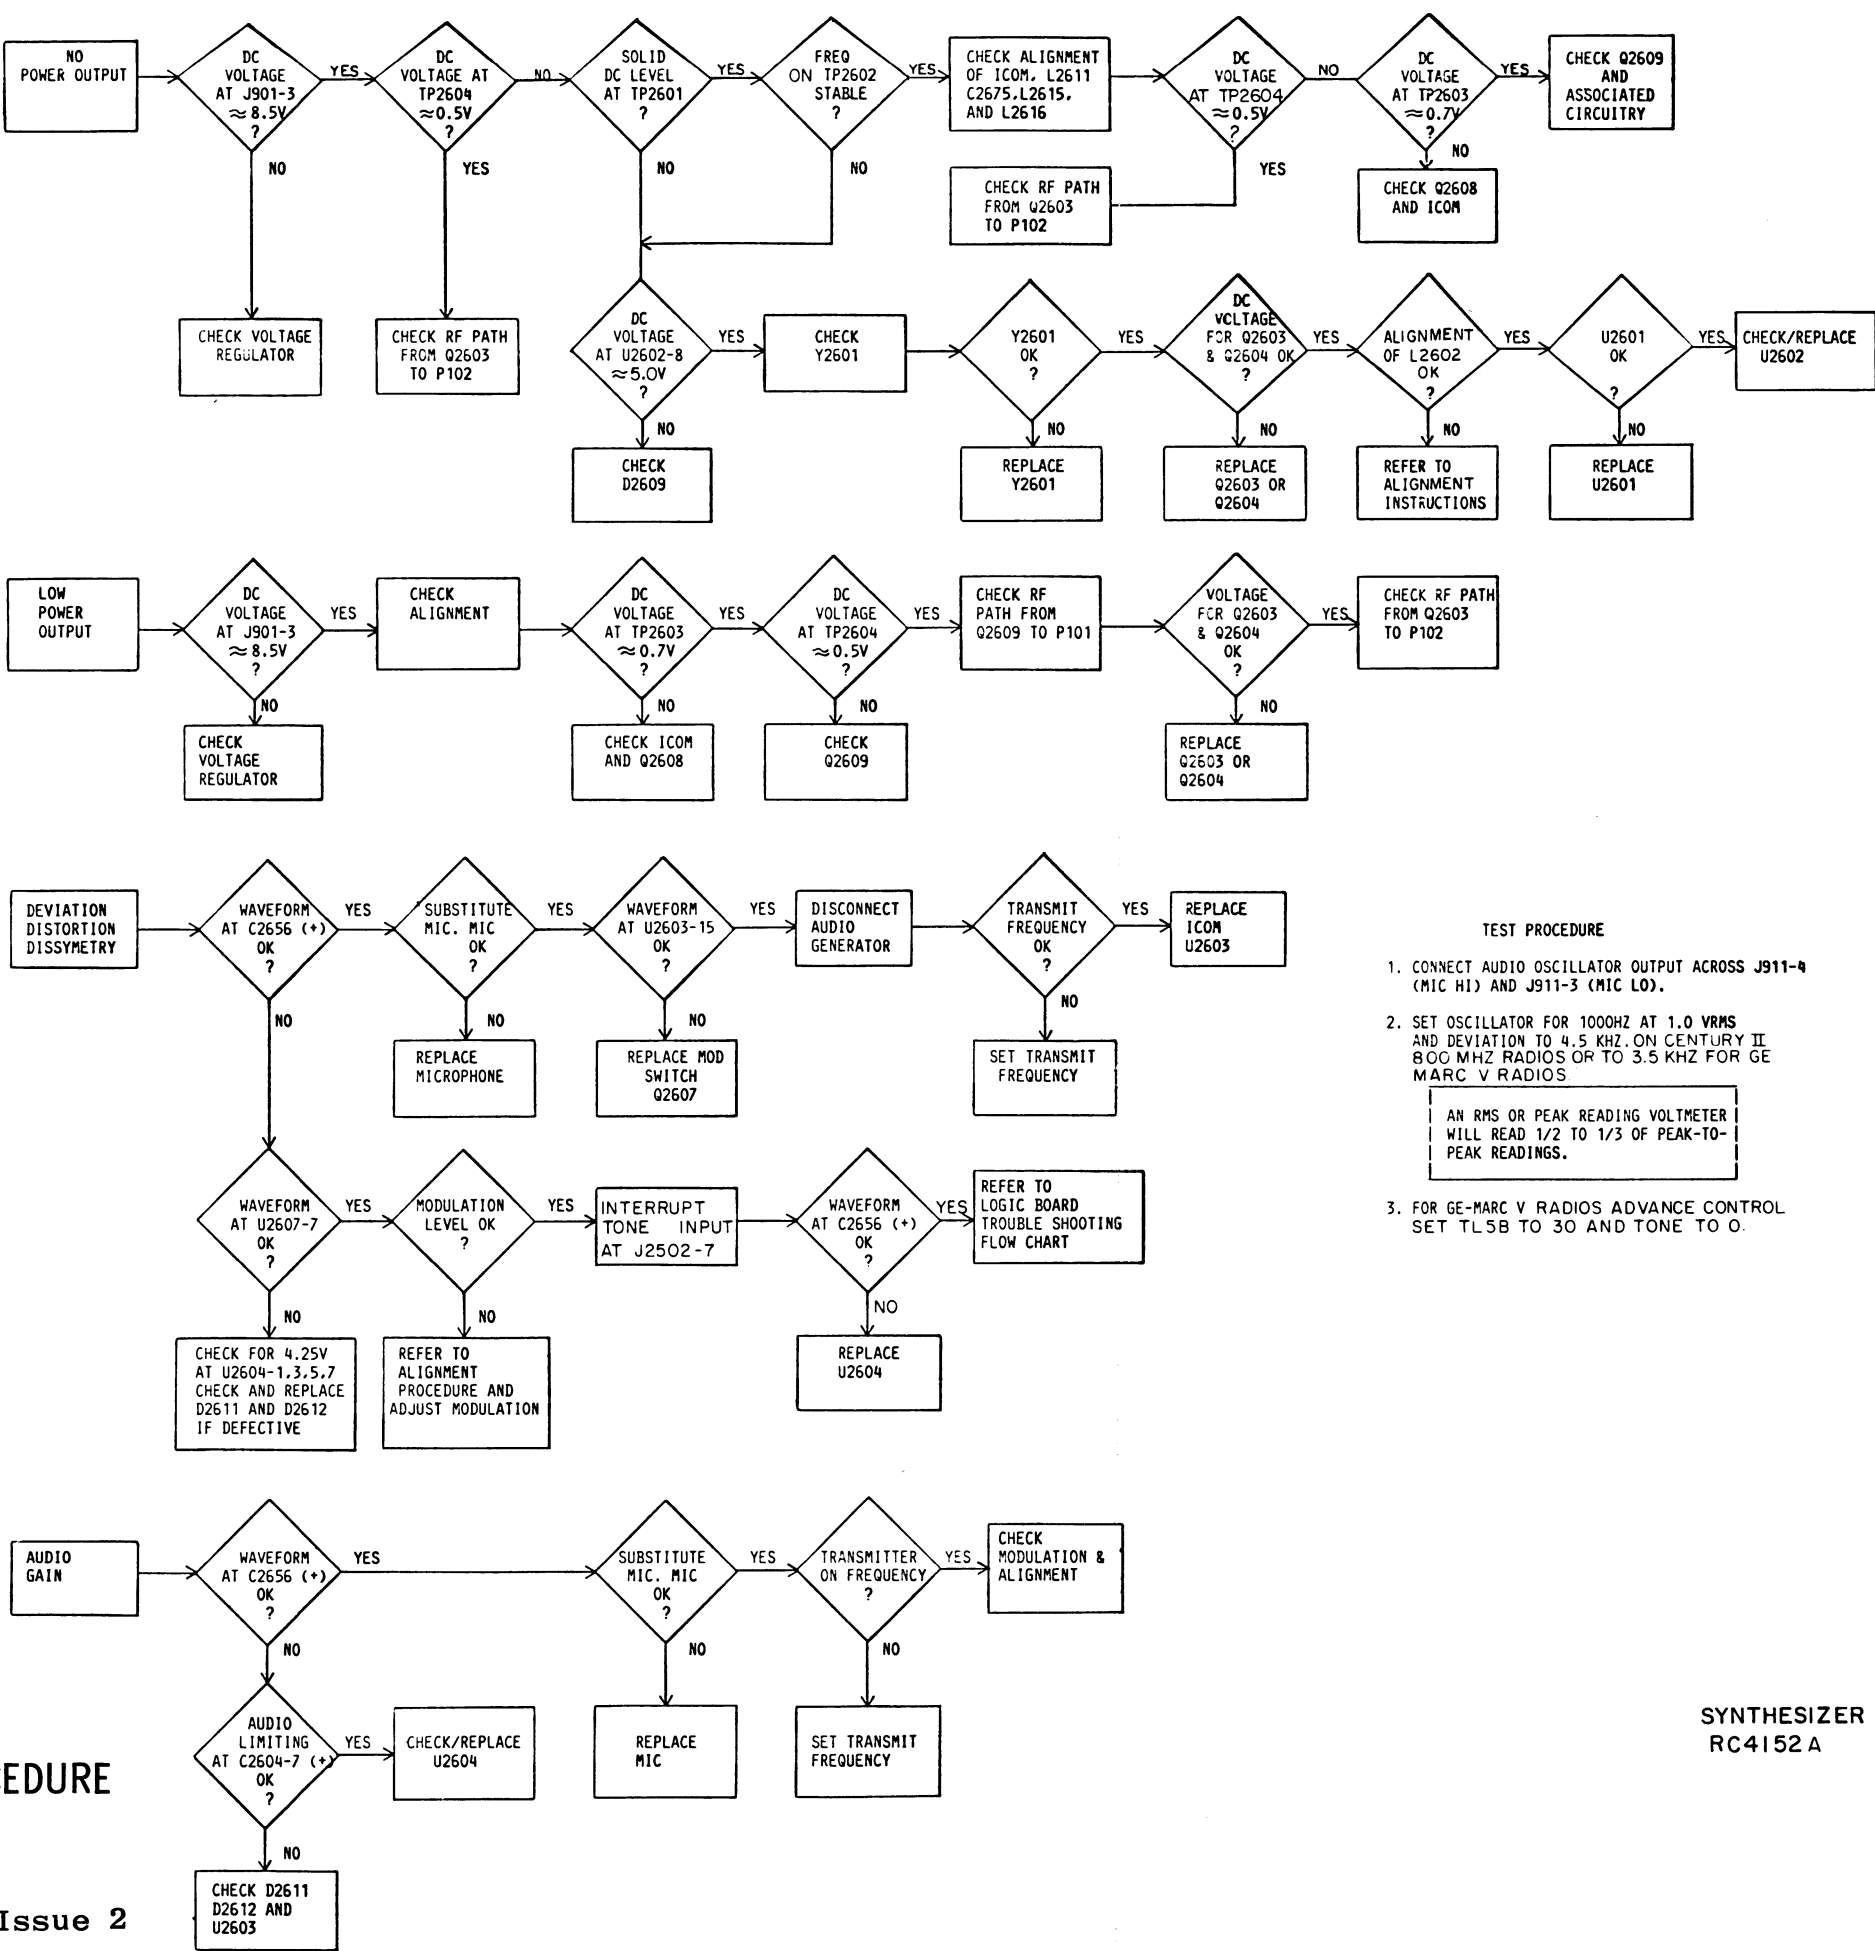 NO
POWER OUTPUT
DC
VOLTAGE
AT J901-3
≈8.5V
?
YES
NO
DC
VOLTAGE AT
TP2604
≈0.5V
?
NO
YES
SOLID
DC LEVEL
AT TP2601
?
YES
NO
FREQ
ON TP2602
STABLE
?
YES
NO
CHECK ALIGNMENT
OF ICOM, L2611
C2675,L2615,
AND L2616
DC
VOLTAGE
AT TP2604
≈0.5V
?
NO
YES
DC
VOLTAGE
AT TP2603
≈0.7V
?
YES
NO
CHECK Q2609
AND
ASSOCIATED
CIRCUITRY
CHECK RF PATH
FROM Q2603
TO P102
CHECK Q2608
AND ICOM
CHECK VOLTAGE
REGULATOR
CHECK RF PATH
FROM Q2603
TO P102
DC
VOLTAGE
AT U2602-8
≈5.0V
?
YES
NO
CHECK
Y2601
Y2601
OK
?
YES
NO
DC
VOLTAGE
FOR Q2603
& Q2604 OK
?
YES
NO
ALIGNMENT
OF L2602
OK
?
YES
NO
U2601
OK
?
YES
NO
CHECK/REPLACE
U2602
CHECK
D2609
REPLACE
Y2601
REPLACE
Q2603 OR
Q2604
REFER TO
ALIGNMENT
INSTRUCTIONS
REPLACE
U2601
LOW
POWER
OUTPUT
DC
VOLTAGE
AT J901-3
≈8.5V
?
YES
NO
CHECK
ALIGNMENT
DC
VOLTAGE
AT TP2603
≈0.7V
?
YES
NO
DC
VOLTAGE
AT TP2604
≈0.5V
?
YES
NO
CHECK RF
PATH FROM
Q2609 TO P101
VOLTAGE
FOR Q2603
& Q2604
OK
?
YES
NO
CHECK RF PATH
FROM Q2603
TO P102
CHECK
VOLTAGE
REGULATOR
CHECK ICOM
AND Q2608
CHECK
Q2609
REPLACE
Q2603 OR
Q2604
DEVIATION
DISTORTION
DISSYMETRY
WAVEFORM
AT C2656 (+)
OK
?
YES
NO
SUBSTITUTE
MIC. MIC
OK
?
YES
NO
WAVEFORM
AT U2603-15
OK
?
YES
NO
DISCONNECT
AUDIO
GENERATOR
TRANSMIT
FREQUENCY
OK
?
YES
NO
REPLACE
ICOM
U2603
REPLACE
MICROPHONE
REPLACE MOD
SWITCH
Q2607
SET TRANSMIT
FREQUENCY
WAVEFORM
AT U2607-7
OK
?
YES
NO
MODULATION
LEVEL OK
?
YES
NO
INTERRUPT
TONE INPUT
AT J2502-7
WAVEFORM
AT C2656 (+)
OK
?
YES
NO
REFER TO
LOGIC BOARD
TROUBLE SHOOTING
FLOW CHART
CHECK FOR 4.25V
AT U2604-1,3,5,7
CHECK AND REPLACE
D2611 AND D2612
IF DEFECTIVE
REFER TO
ALIGNMENT
PROCEDURE AND
ADJUST MODULATION
REPLACE
U2604
TEST PROCEDURE
1. CONNECT AUDIO OSCILLATOR OUTPUT ACROSS J911-4
(MIC HI) AND J911-3 (MIC LO).
2. SET OSCILLATOR FOR 1000HZ AT 1.0 VRMS
AND DEVIATION TO 4.5 KHZ. ON CENTURY II
800 MHZ RADIOS OR TO 3.5 KHZ FOR GE
MARC V RADIOS
AN RMS OR PEAK READING VOLTMETER
WILL READ 1/2 TO 1/3 OF PEAK-TO-
PEAK READINGS.
3. FOR GE-MARC V RADIOS ADVANCE CONTROL
SET TL5B TO 30 AND TONE TO 0.
AUDIO
GAIN
WAVEFORM
AT C2656 (+)
OK
?
YES
NO
SUBSTITUTE
MIC. MIC
OK
?
YES
NO
TRANSMITTER
ON FREQUENCY
?
YES
NO
CHECK
MODULATION &
ALIGNMENT
AUDIO
LIMITING
AT C2604-7 (+)
OK
?
YES
NO
CHECK/REPLACE
U2604
REPLACE
MIC
SET TRANSMIT
FREQUENCY
CHECK D2611
D2612 AND
U2603
EDURE
Issue 2
SYNTHESIZER
RC4152A